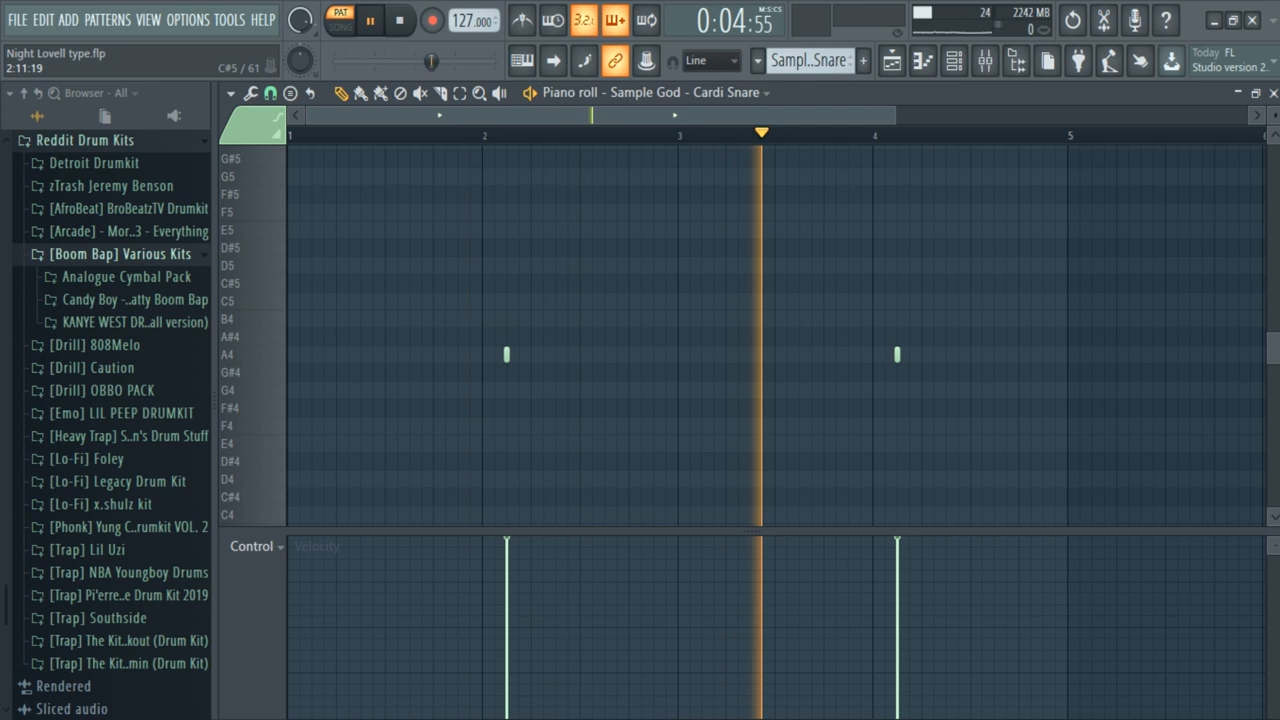 FILE EDIT ADD PATTERNS VIEW OPTIONS TOOLS HELP
PAT
SONG
127.000
3.2
0:04:55
M:S:CS
24
2242 MB
0
Night Lovell type.flp
2:11:19
C#5 / 61
Line
Sampl..Snare
Today FL
Studio version 2..
Browser - All
Piano roll - Sample God - Cardi Snare
Reddit Drum Kits
Detroit Drumkit
zTrash Jeremy Benson
[AfroBeat] BroBeatzTV Drumkit
[Arcade] - Mor..3 - Everything
[Boom Bap] Various Kits
Analogue Cymbal Pack
Candy Boy -..atty Boom Bap
KANYE WEST DR..all version)
[Drill] 808Melo
[Drill] Caution
[Drill] OBBO PACK
[Emo] LIL PEEP DRUMKIT
[Heavy Trap] S..n's Drum Stuff
[Lo-Fi] Foley
[Lo-Fi] Legacy Drum Kit
[Lo-Fi] x.shulz kit
[Phonk] Yung C..rumkit VOL. 2
[Trap] Lil Uzi
[Trap] NBA Youngboy Drums
[Trap] Pi'erre..e Drum Kit 2019
[Trap] Southside
[Trap] The Kit..kout (Drum Kit)
[Trap] The Kit..min (Drum Kit)
Rendered
Sliced audio
1 2 3 4 5 6
G#5
G5
F#5
F5
E5
D#5
D5
C#5
C5
B4
A#4
A4
G#4
G4
F#4
F4
E4
D#4
D4
C#4
C4
Control
Velocity